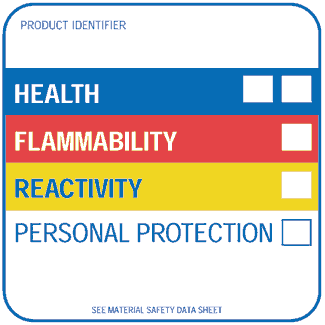 PRODUCT IDENTIFIER
HEALTH
FLAMMABILITY
REACTIVITY
PERSONAL PROTECTION
SEE MATERIAL SAFETY DATA SHEET